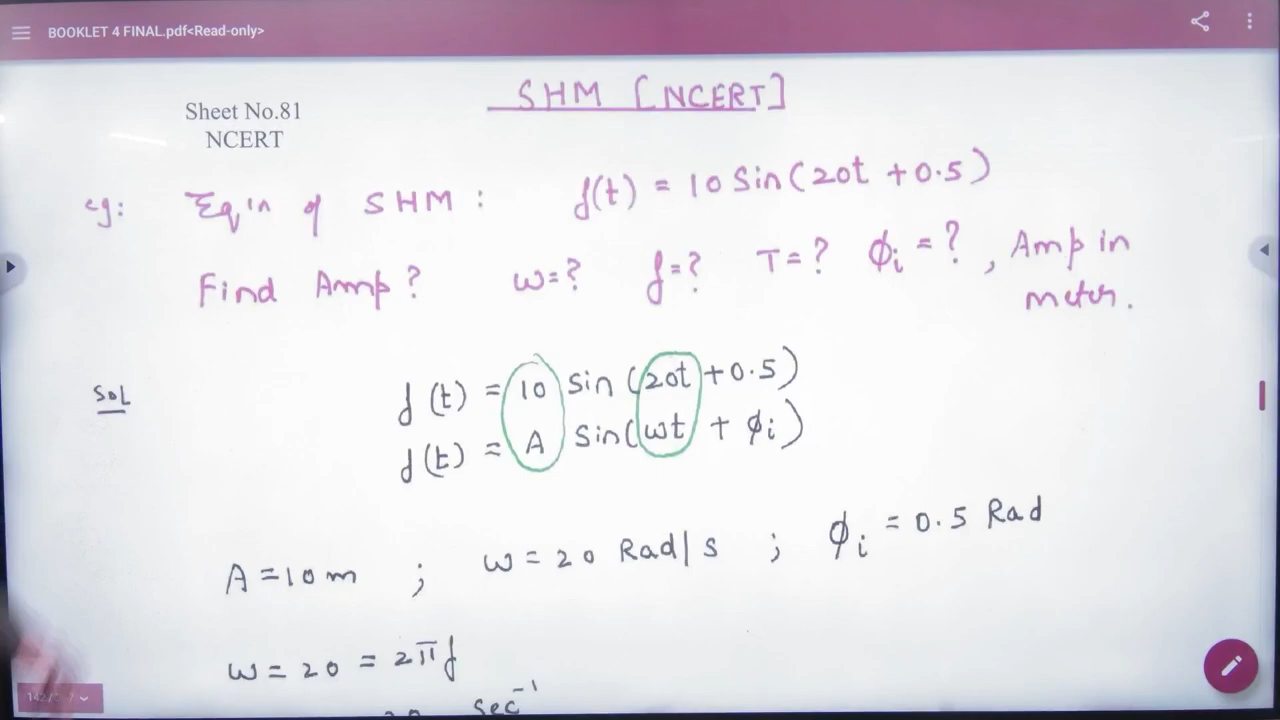 BOOKLET 4 FINAL.pdf<Read-only>
SHM [NCERT]
Sheet No.81
NCERT
eg: Eq'n of SHM : f(t) = 10 Sin(20t + 0.5)
Find Amp? ω=? f=? T=? ϕi=?, Amp in
meter.
SOL
f(t) = 10 sin (20t + 0.5)
f(t) = A sin(ωt + ϕi)
A = 10 m ; ω = 20 Rad/s ; ϕi = 0.5 Rad
ω = 20 = 2πf
20 sec⁻¹